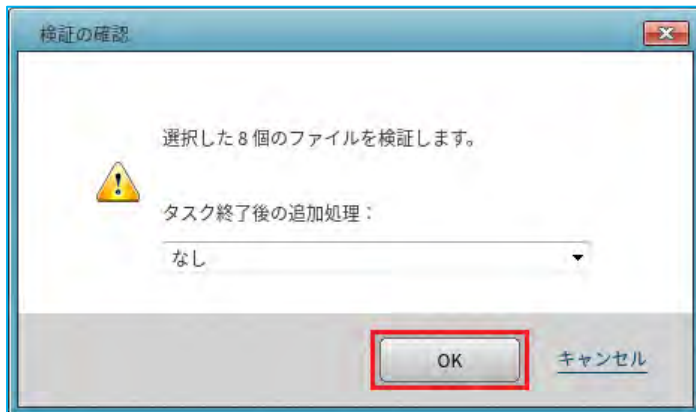 検証の確認
選択した8個のファイルを検証します。
タスク終了後の追加処理：
なし
OK
キャンセル